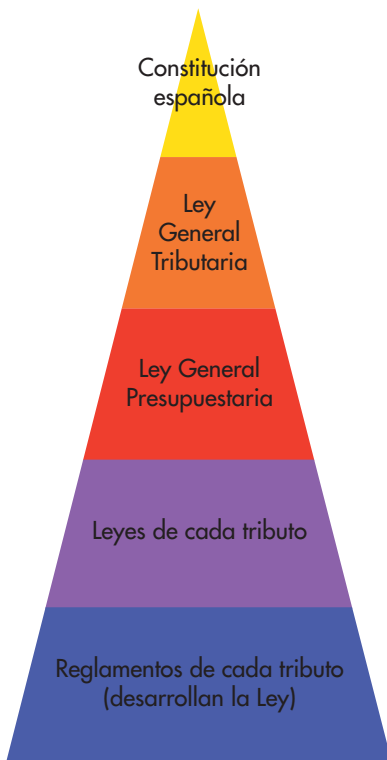 Constitución
española
Ley
General
Tributaria
Ley General
Presupuestaria
Leyes de cada tributo
Reglamentos de cada tributo
(desarrollan la Ley)